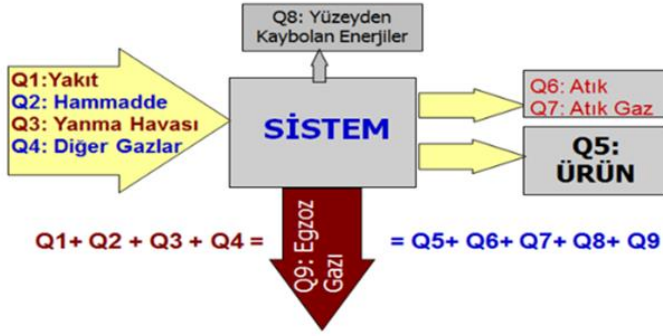 Q8: Yüzeyden
Kaybolan Enerjiler
Q1:Yakıt
Q2: Hammadde
Q3: Yanma Havası
Q4: Diğer Gazlar
SİSTEM
Q6: Atık
Q7: Atık Gaz
Q5:
ÜRÜN
Q9: Egzoz
Gazı
Q1+ Q2 + Q3 + Q4 =
= Q5+ Q6+ Q7+ Q8+ Q9